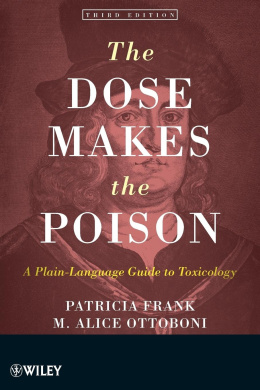 THIRD EDITION
The
DOSE
MAKES
the
POISON
A Plain-Language Guide to Toxicology
PATRICIA FRANK
M. ALICE OTTOBONI
WILEY